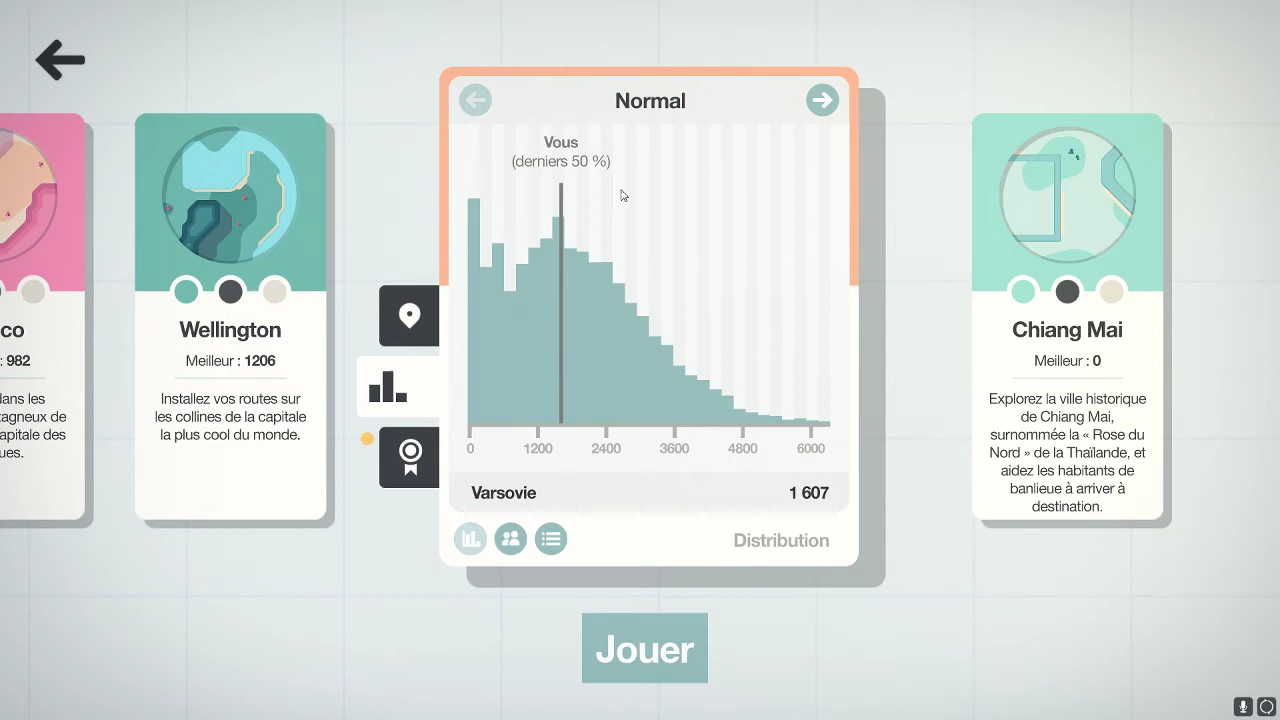 co
: 982
dans les
tagneux de
apitale des
ues.
Wellington
Meilleur : 1206
Installez vos routes sur
les collines de la capitale
la plus cool du monde.
Normal
Vous
(derniers 50 %)
0 1200 2400 3600 4800 6000
Varsovie 1 607
Distribution
Jouer
Chiang Mai
Meilleur : 0
Explorez la ville historique
de Chiang Mai,
surnommée la « Rose du
Nord » de la Thaïlande, et
aidez les habitants de
banlieue à arriver à
destination.